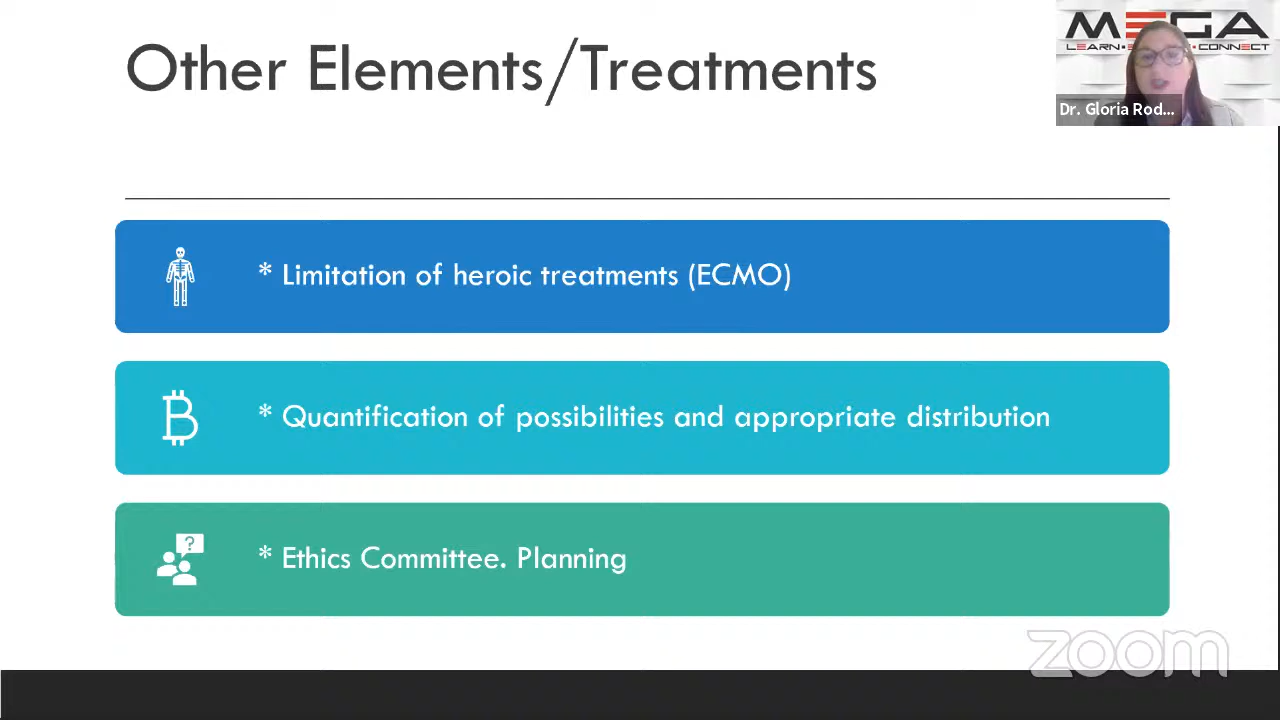 Other Elements/Treatments
MEGA
LEARN
CONNECT
Dr. Gloria Rod...
* Limitation of heroic treatments (ECMO)
* Quantification of possibilities and appropriate distribution
?
* Ethics Committee. Planning
zoom